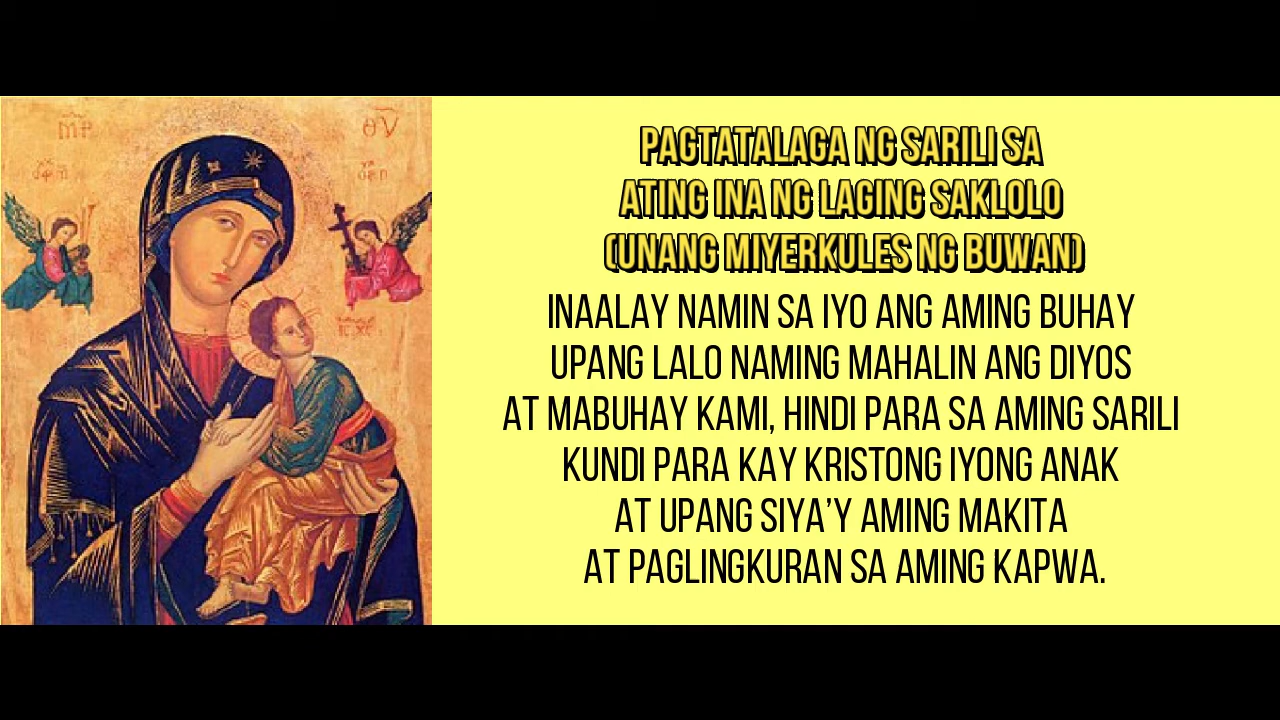 PAGTATALAGA NG SARILI SA
ATING INA NG LAGING SAKLOLO
(UNANG MIYERKULES NG BUWAN)
INAALAY NAMIN SA IYO ANG AMING BUHAY
UPANG LALO NAMING MAHALIN ANG DIYOS
AT MABUHAY KAMI, HINDI PARA SA AMING SARILI
KUNDI PARA KAY KRISTONG IYONG ANAK
AT UPANG SIYA’Y AMING MAKITA
AT PAGLINGKURAN SA AMING KAPWA.